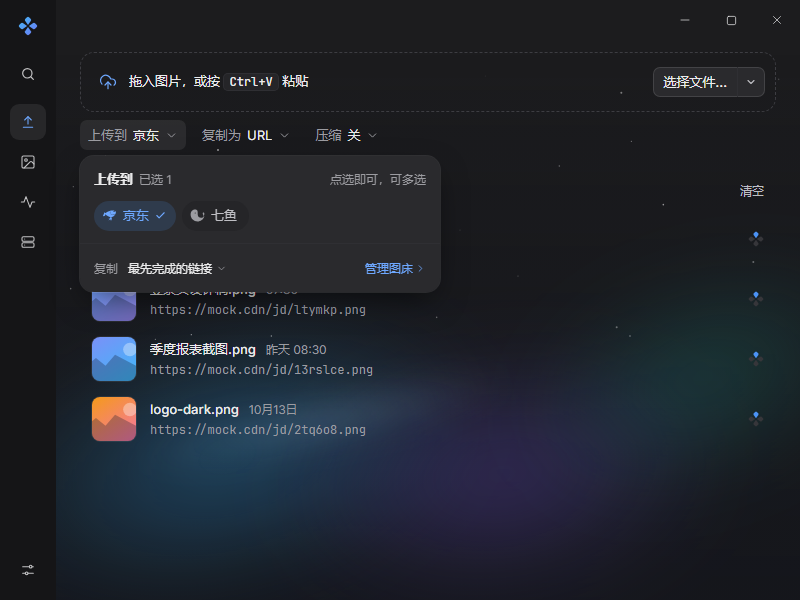 拖入图片，或按 Ctrl+V 粘贴
选择文件...
上传到 京东
复制为 URL
压缩 关
上传到 已选 1
点选即可，可多选
清空
京东
七鱼
复制 最先完成的链接
管理图床
https://mock.cdn/jd/ltymkp.png
季度报表截图.png 昨天 08:30
https://mock.cdn/jd/13rslce.png
logo-dark.png 10月13日
https://mock.cdn/jd/2tq6o8.png